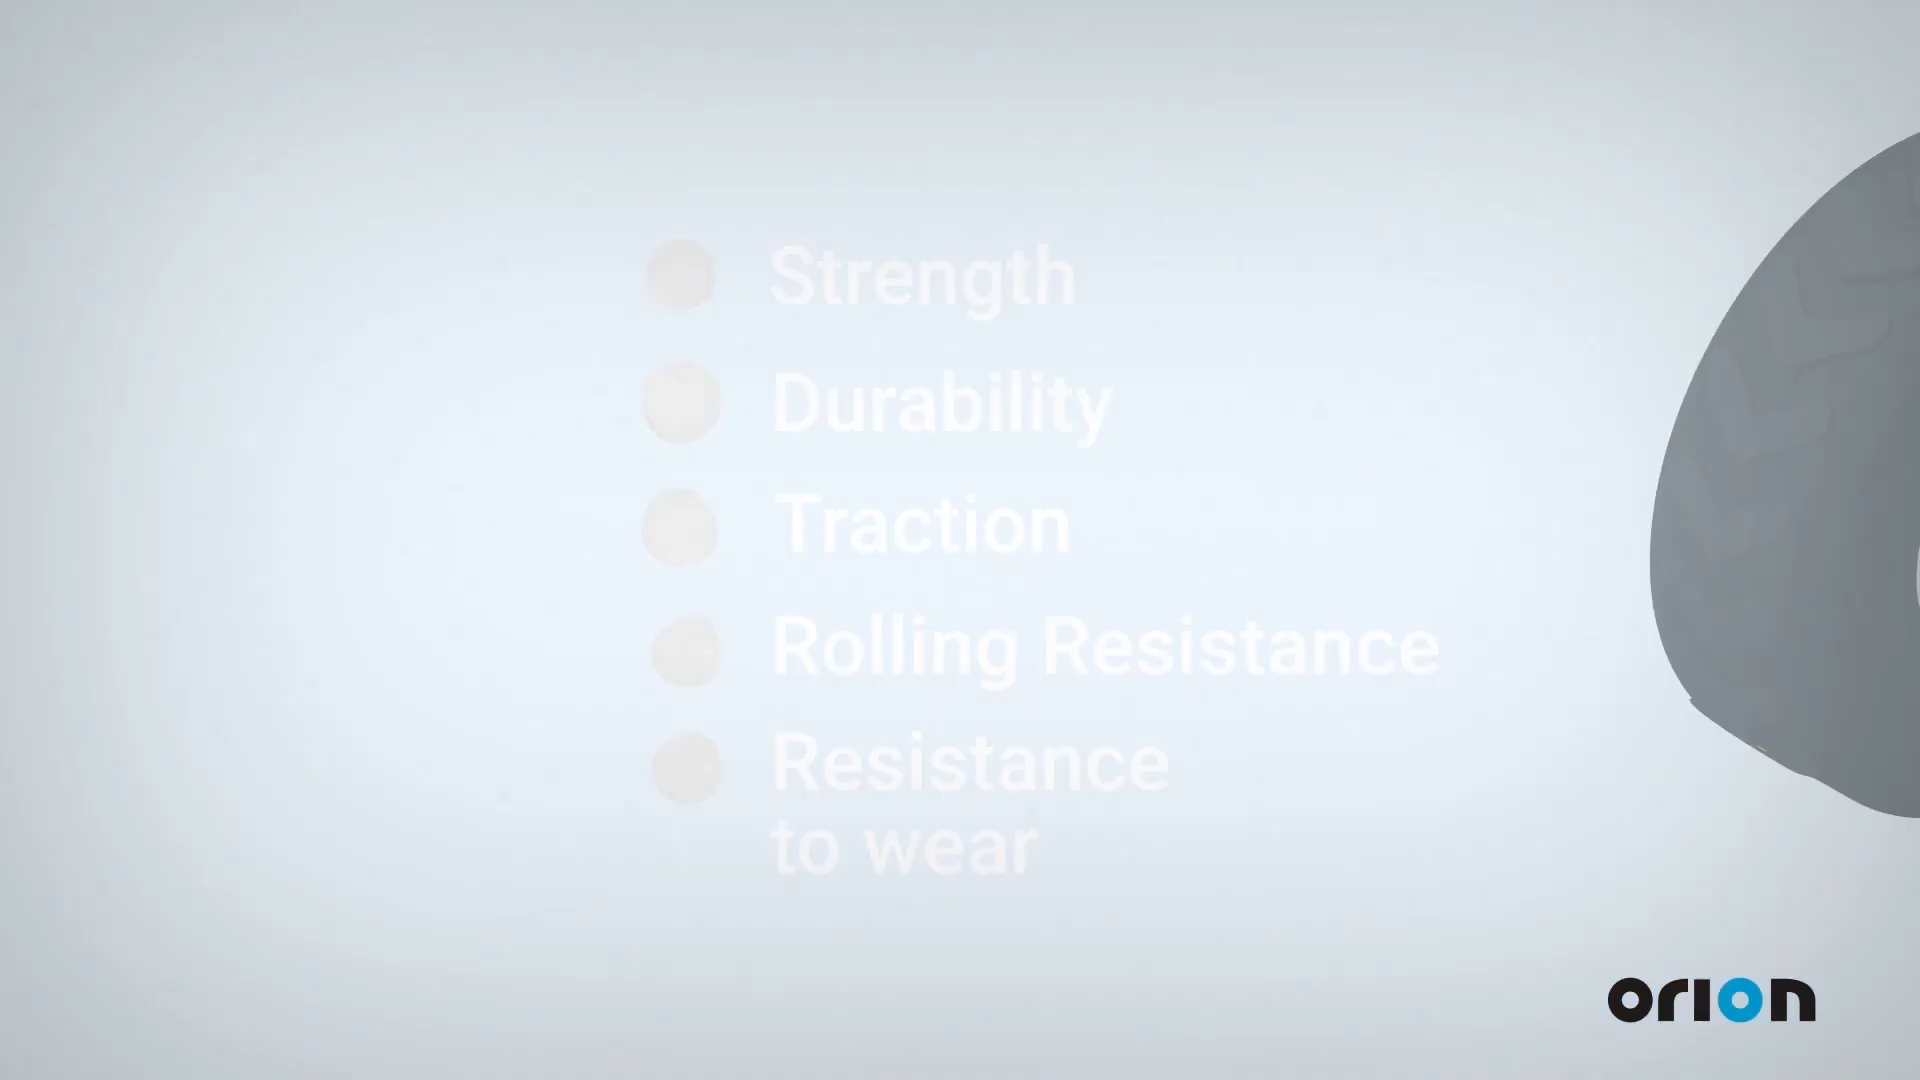 Strength
Durability
Traction
Rolling Resistance
Resistance
to wear
orion